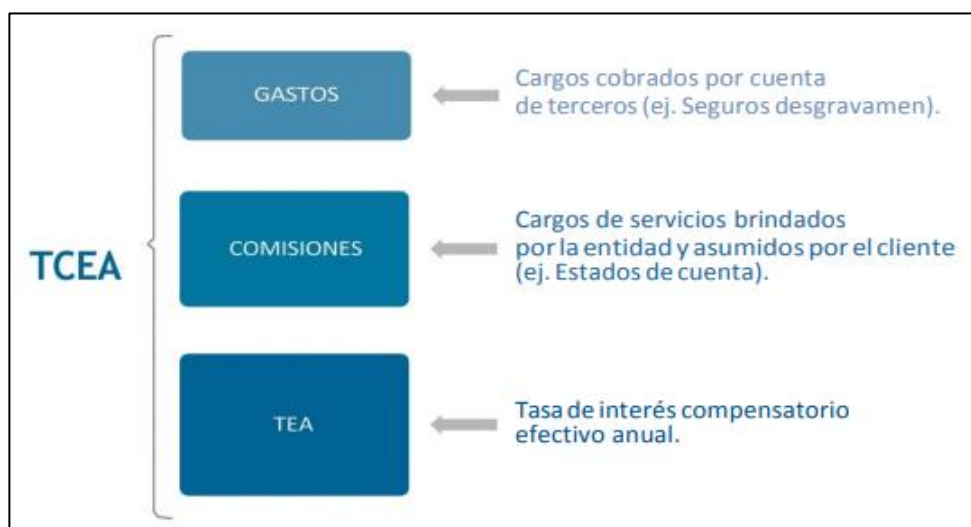 TCEA
GASTOS
Cargos cobrados por cuenta
de terceros (ej. Seguros desgravamen).
COMISIONES
Cargos de servicios brindados
por la entidad y asumidos por el cliente
(ej. Estados de cuenta).
TEA
Tasa de interés compensatorio
efectivo anual.